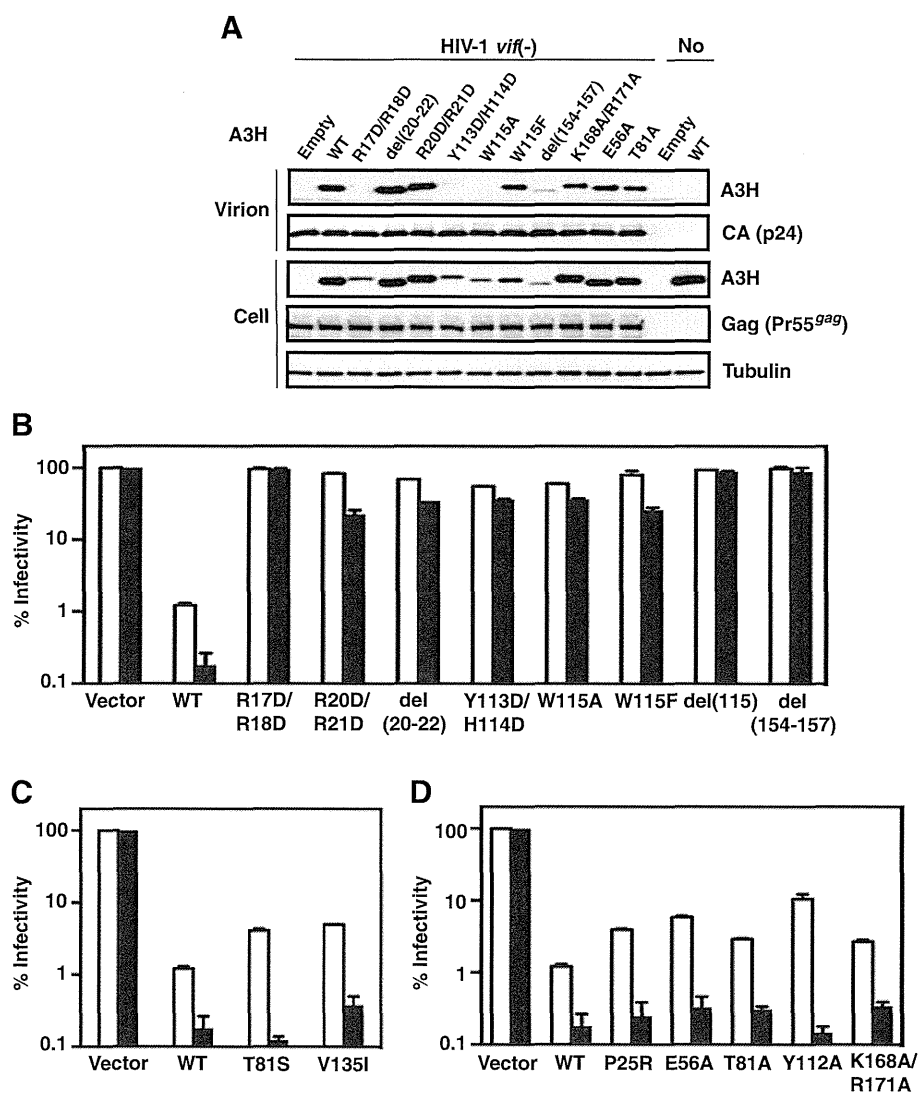 A
HIV-1 vif(-) No
A3H
Empty
WT
R17D/R18D
del(20-22)
R20D/R21D
Y113D/H114D
W115A
W115F
del(154-157)
K168A/R171A
E56A
T81A
Empty
WT
Virion
A3H
CA (p24)
Cell
A3H
Gag (Pr55gag)
Tubulin
B
% Infectivity
100
10
1
0.1
Vector WT R17D/ R20D/ del Y113D/ W115A W115F del(115) del
R18D R21D (20-22) H114D (154-157)
C
% Infectivity
100
10
1
0.1
Vector WT T81S V135I
D
% Infectivity
100
10
1
0.1
Vector WT P25R E56A T81A Y112A K168A/
R171A